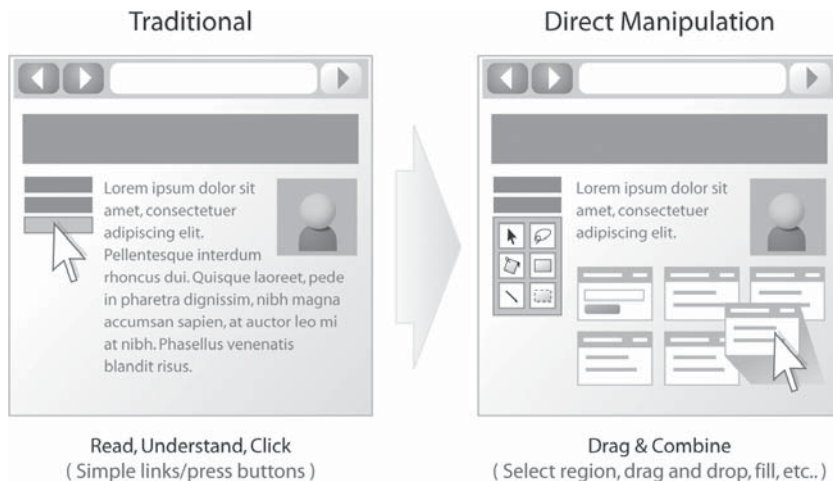 Traditional
Direct Manipulation
Lorem ipsum dolor sit
amet, consectetuer
adipiscing elit.
Pellentesque interdum
rhoncus dui. Quisque laoreet, pede
in pharetra dignissim, nibh magna
accumsan sapien, at auctor leo mi
at nibh. Phasellus venenatis
blandit risus.
Lorem ipsum dolor sit
amet, consectetuer
adipiscing elit.
Read, Understand, Click
( Simple links/press buttons )
Drag & Combine
( Select region, drag and drop, fill, etc.. )